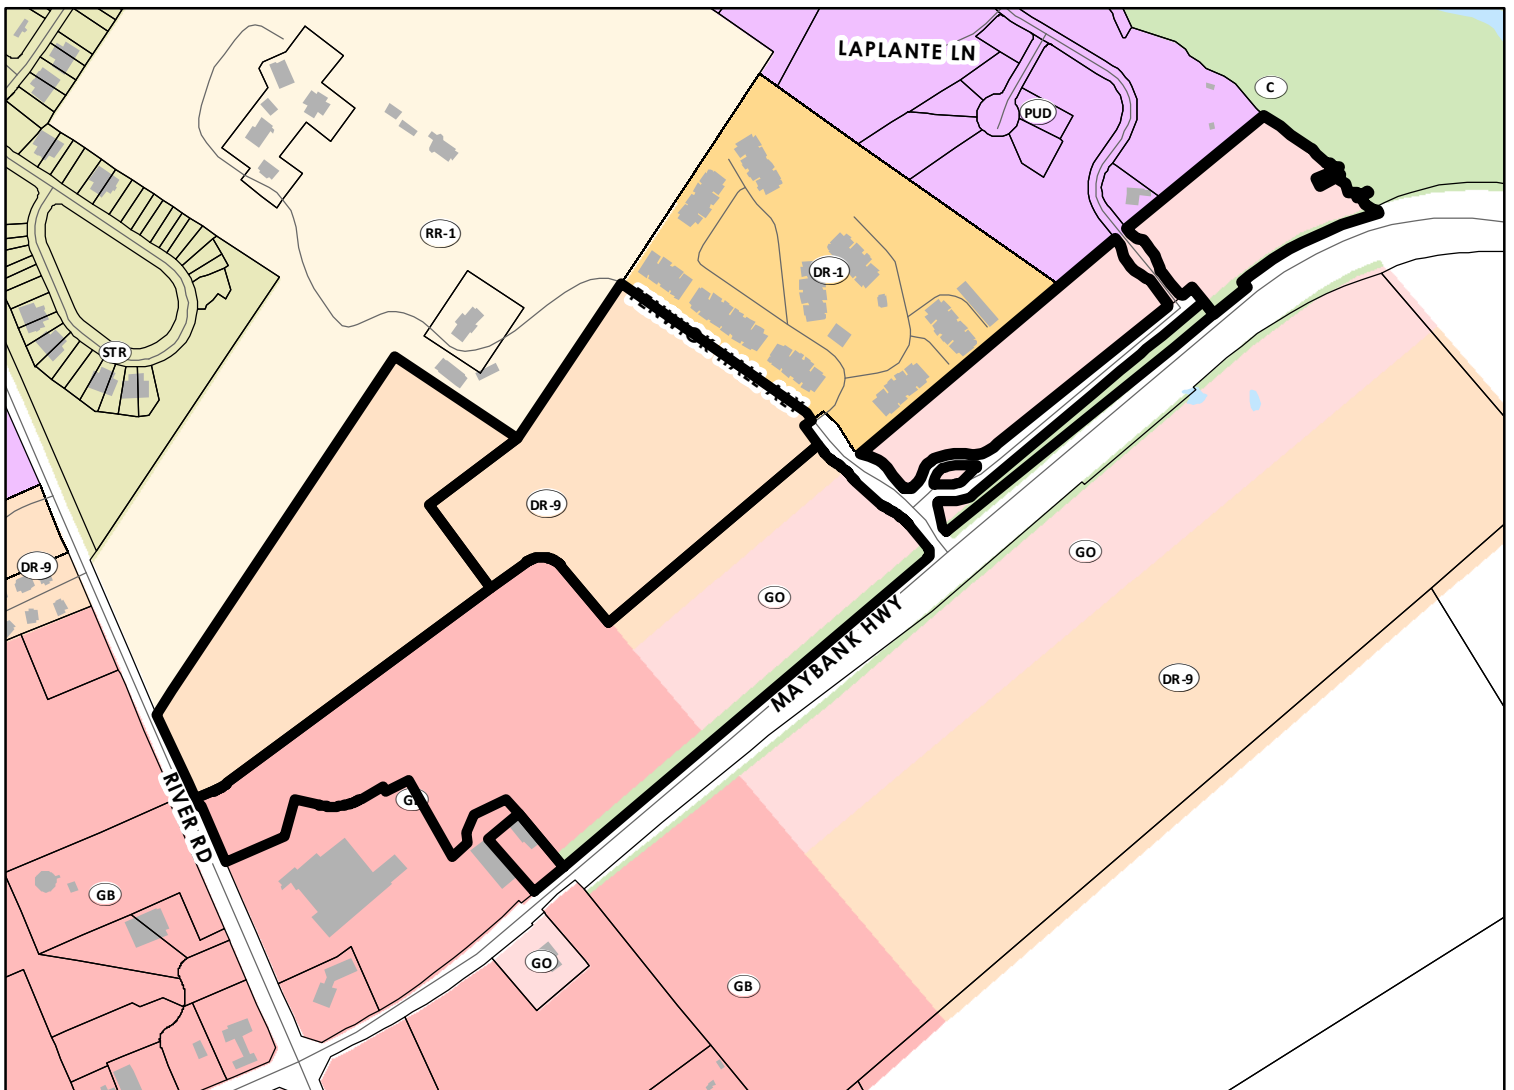 LAPLANTE LN
C
PUD
RR-1
DR-1
STR
DR-9
GO
DR-9
GO
MAYBANK HWY
DR-9
RIVER RD
GB
GO
GB